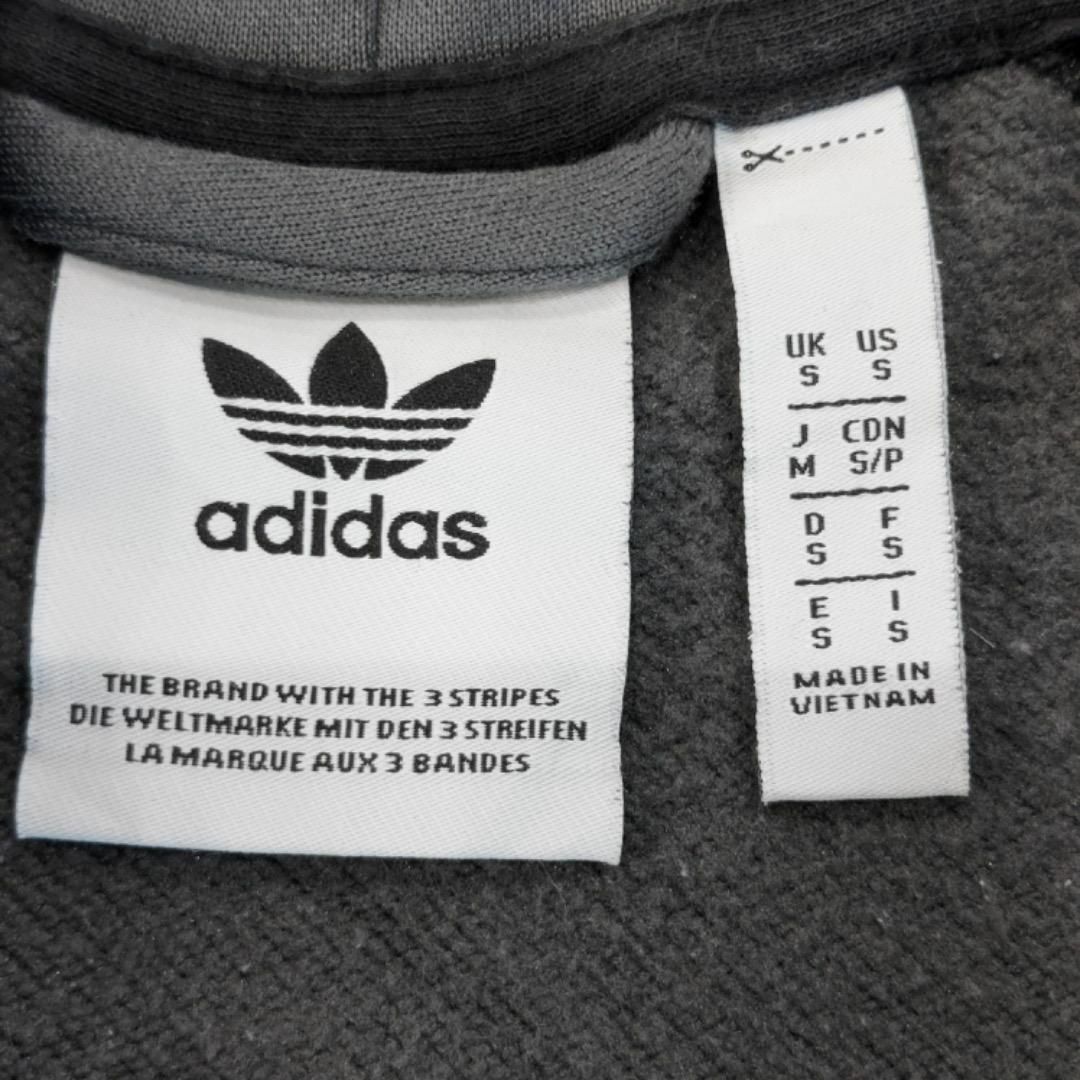 adidas
THE BRAND WITH THE 3 STRIPES
DIE WELTMARKE MIT DEN 3 STREIFEN
LA MARQUE AUX 3 BANDES
UK US
S S
J CDN
M S/P
D F
S S
E I
S S
MADE IN
VIETNAM